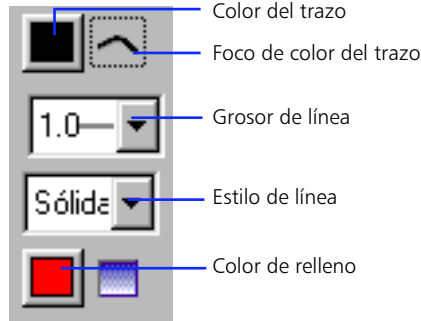 Color del trazo
Foco de color del trazo
1.0
Grosor de línea
Sólida
Estilo de línea
Color de relleno